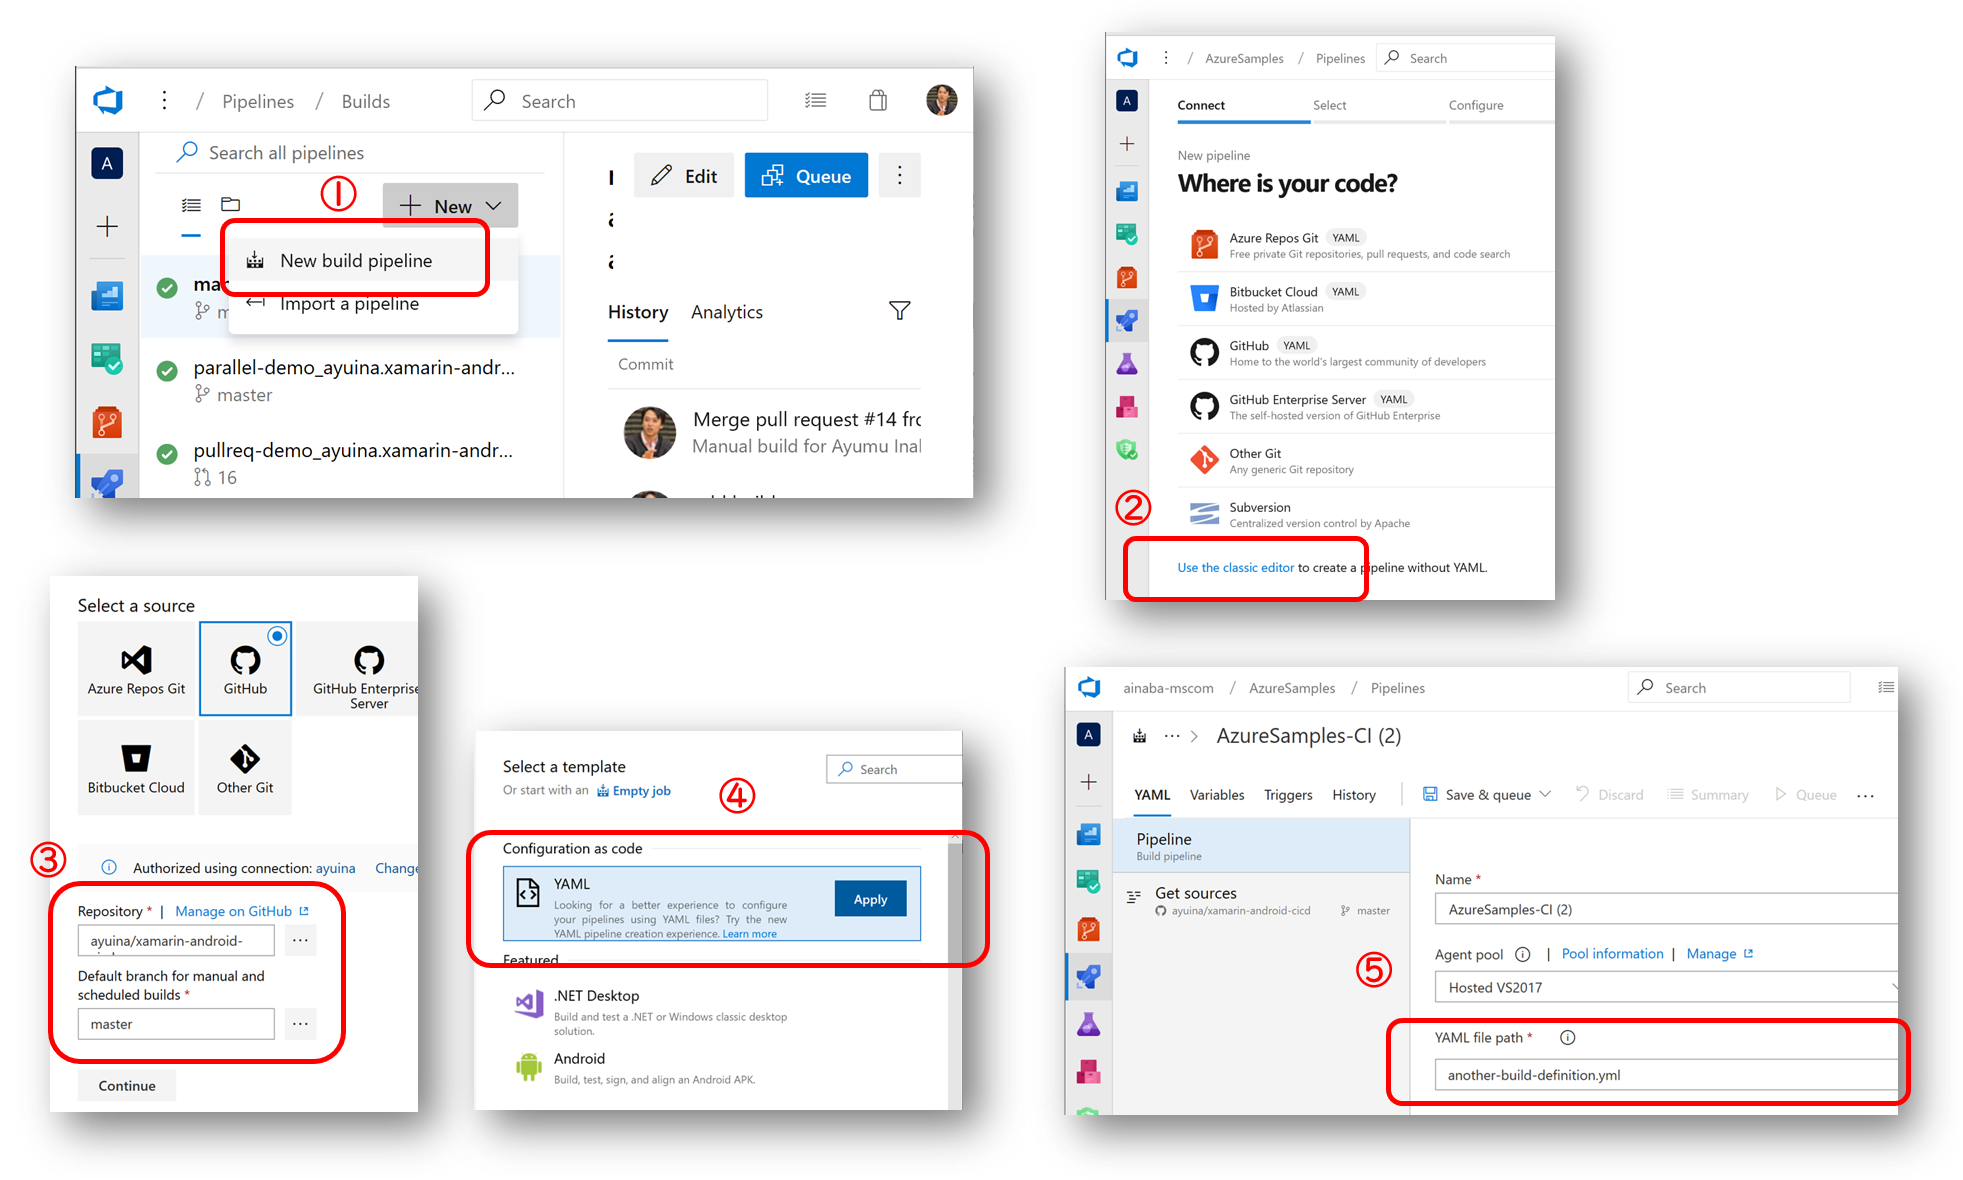 Pipelines / Builds
Search
A
Search all pipelines
①
New
New build pipeline
Import a pipeline
parallel-demo_ayuina.xamarin-andr...
master
pullreq-demo_ayuina.xamarin-andr...
16
Edit
Queue
History
Analytics
Commit
Merge pull request #14
Manual build for Ayumu
/ AzureSamples / Pipelines
Search
A
Connect
Select
Configure
New pipeline
Where is your code?
Azure Repos Git YAML
Free private Git repositories, pull requests, and code search
Bitbucket Cloud YAML
Hosted by Atlassian
GitHub YAML
Home to the world's largest community of developers
GitHub Enterprise Server YAML
The self-hosted version of GitHub Enterprise
Other Git
Any generic Git repository
Subversion
Centralized version control by Apache
②
Use the classic editor to create a pipeline without YAML.
Select a source
Azure Repos Git
GitHub
GitHub Enterprise
Server
Bitbucket Cloud
Other Git
③
Authorized using connection: ayuina
Change
Repository * | Manage on GitHub
ayuina/xamarin-android-
...
Default branch for manual and
scheduled builds *
master
...
Continue
Select a template
Or start with an Empty job
Search
④
Configuration as code
YAML
Looking for a better experience to configure
your pipelines using YAML files? Try the new
YAML pipeline creation experience. Learn more
Apply
Featured
.NET Desktop
Build and test a .NET or Windows classic desktop
solution.
Android
Build, test, sign, and align an Android APK.
ainaba-mscom / AzureSamples / Pipelines
Search
A
... > AzureSamples-CI (2)
YAML
Variables
Triggers
History
Save & queue
Discard
Summary
Queue
...
Pipeline
Build pipeline
Get sources
ayuina/xamarin-android-cicd
master
Name *
AzureSamples-CI (2)
⑤
Agent pool | Pool information | Manage
Hosted VS2017
YAML file path *
another-build-definition.yml